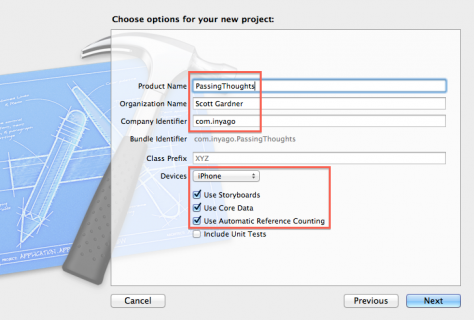 Choose options for your new project:
Product Name PassingThoughts
Organization Name Scott Gardner
Company Identifier com.inyago
Bundle Identifier com.inyago.PassingThoughts
Class Prefix XYZ
Devices iPhone
Use Storyboards
Use Core Data
Use Automatic Reference Counting
Include Unit Tests
Cancel Previous Next